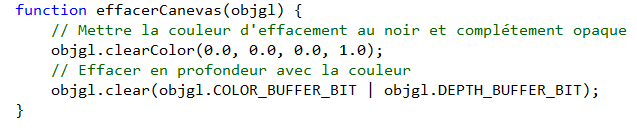 function effacerCanevas(objgl) {
    // Mettre la couleur d'effacement au noir et complétement opaque
    objgl.clearColor(0.0, 0.0, 0.0, 1.0);
    // Effacer en profondeur avec la couleur
    objgl.clear(objgl.COLOR_BUFFER_BIT | objgl.DEPTH_BUFFER_BIT);
}